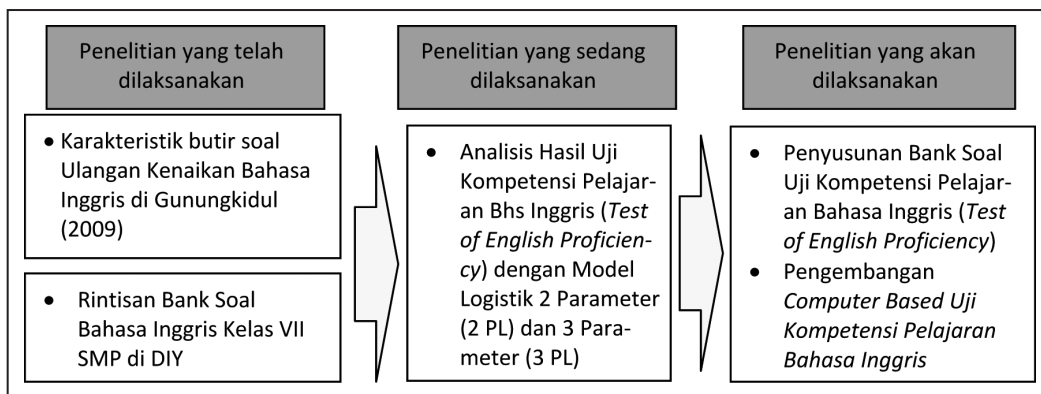 Penelitian yang telah
dilaksanakan
• Karakteristik butir soal
Ulangan Kenaikan Bahasa
Inggris di Gunungkidul
(2009)
• Rintisan Bank Soal
Bahasa Inggris Kelas VII
SMP di DIY
Penelitian yang sedang
dilaksanakan
• Analisis Hasil Uji
Kompetensi Pelajar-
an Bhs Inggris (Test
of English Proficien-
cy) dengan Model
Logistik 2 Parameter
(2 PL) dan 3 Para-
meter (3 PL)
Penelitian yang akan
dilaksanakan
• Penyusunan Bank Soal
Uji Kompetensi Pelajar-
an Bahasa Inggris (Test
of English Proficiency)
• Pengembangan
Computer Based Uji
Kompetensi Pelajaran
Bahasa Inggris